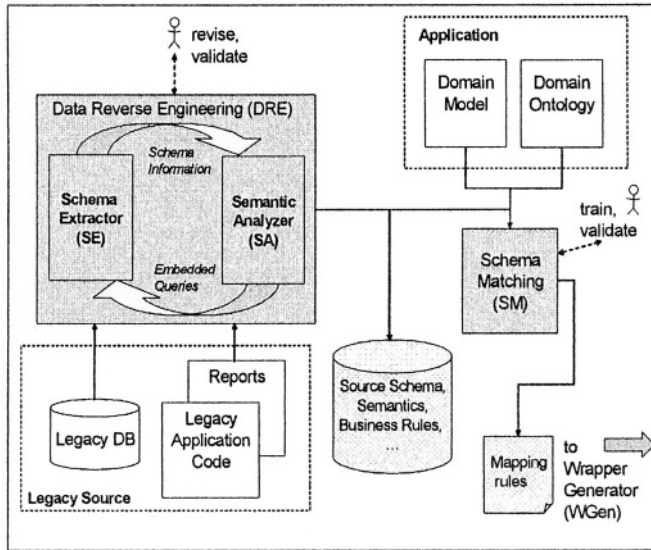 revise,
validate
Application
Domain
Model
Domain
Ontology
Data Reverse Engineering (DRE)
Schema
Information
Schema
Extractor
(SE)
Semantic
Analyzer
(SA)
Embedded
Queries
train,
validate
Schema
Matching
(SM)
Reports
Legacy DB
Legacy
Application
Code
Legacy Source
Source Schema,
Semantics,
Business Rules,
...
Mapping
rules
to
Wrapper
Generator
(WGen)